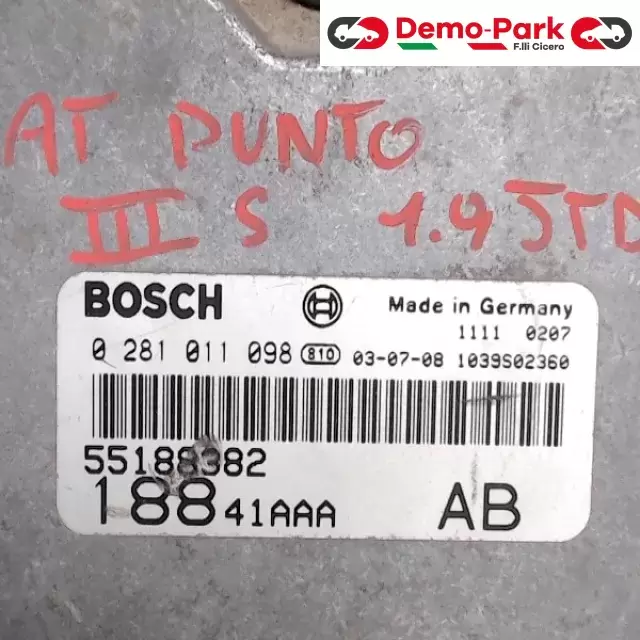 Demo-Park
F.lli Cicero
AT PUNTO
III S 1.9 JTD
BOSCH Made in Germany
1111 0207
0 281 011 098 810 03-07-08 1039S02360
55188382
188 41AAA AB